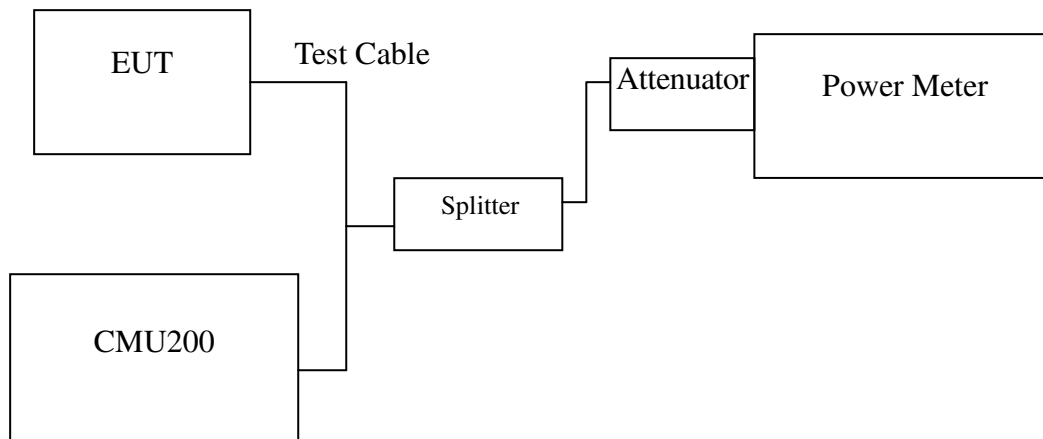 EUT
Test Cable
Attenuator
Power Meter
Splitter
CMU200